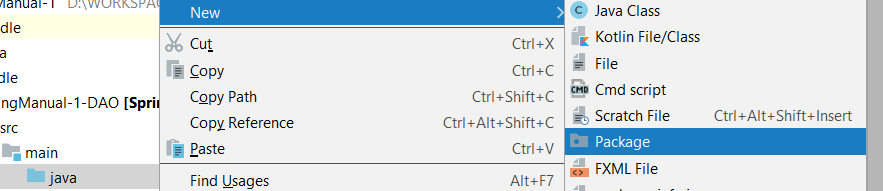 Manual-1 D:\WORKSPAC
dle
a
dle
ngManual-1-DAO [Sprin
src
main
java
New
Cut Ctrl+X
Copy Ctrl+C
Copy Path Ctrl+Shift+C
Copy Reference Ctrl+Alt+Shift+C
Paste Ctrl+V
Find Usages Alt+F7
Java Class
Kotlin File/Class
File
CMD Cmd script
Scratch File Ctrl+Alt+Shift+Insert
Package
FXML File